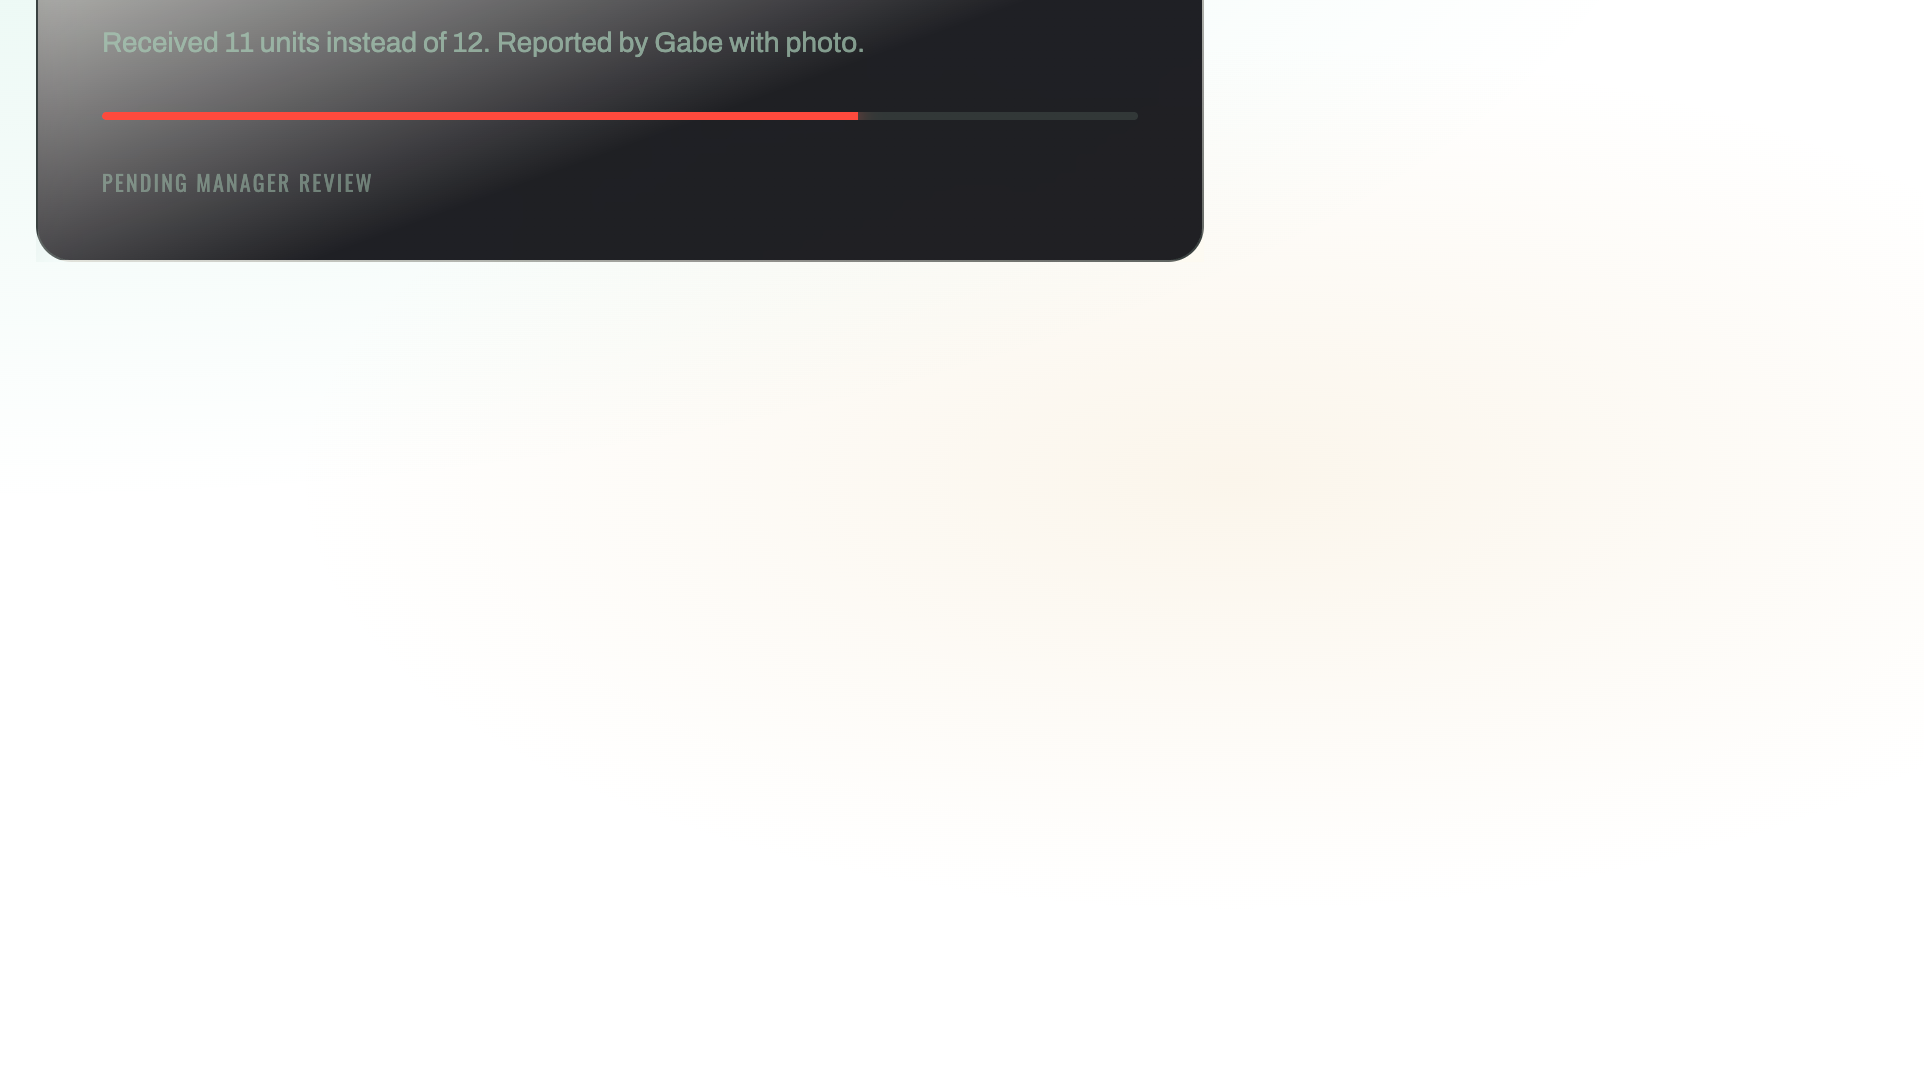 Received 11 units instead of 12. Reported by Gabe with photo.
PENDING MANAGER REVIEW